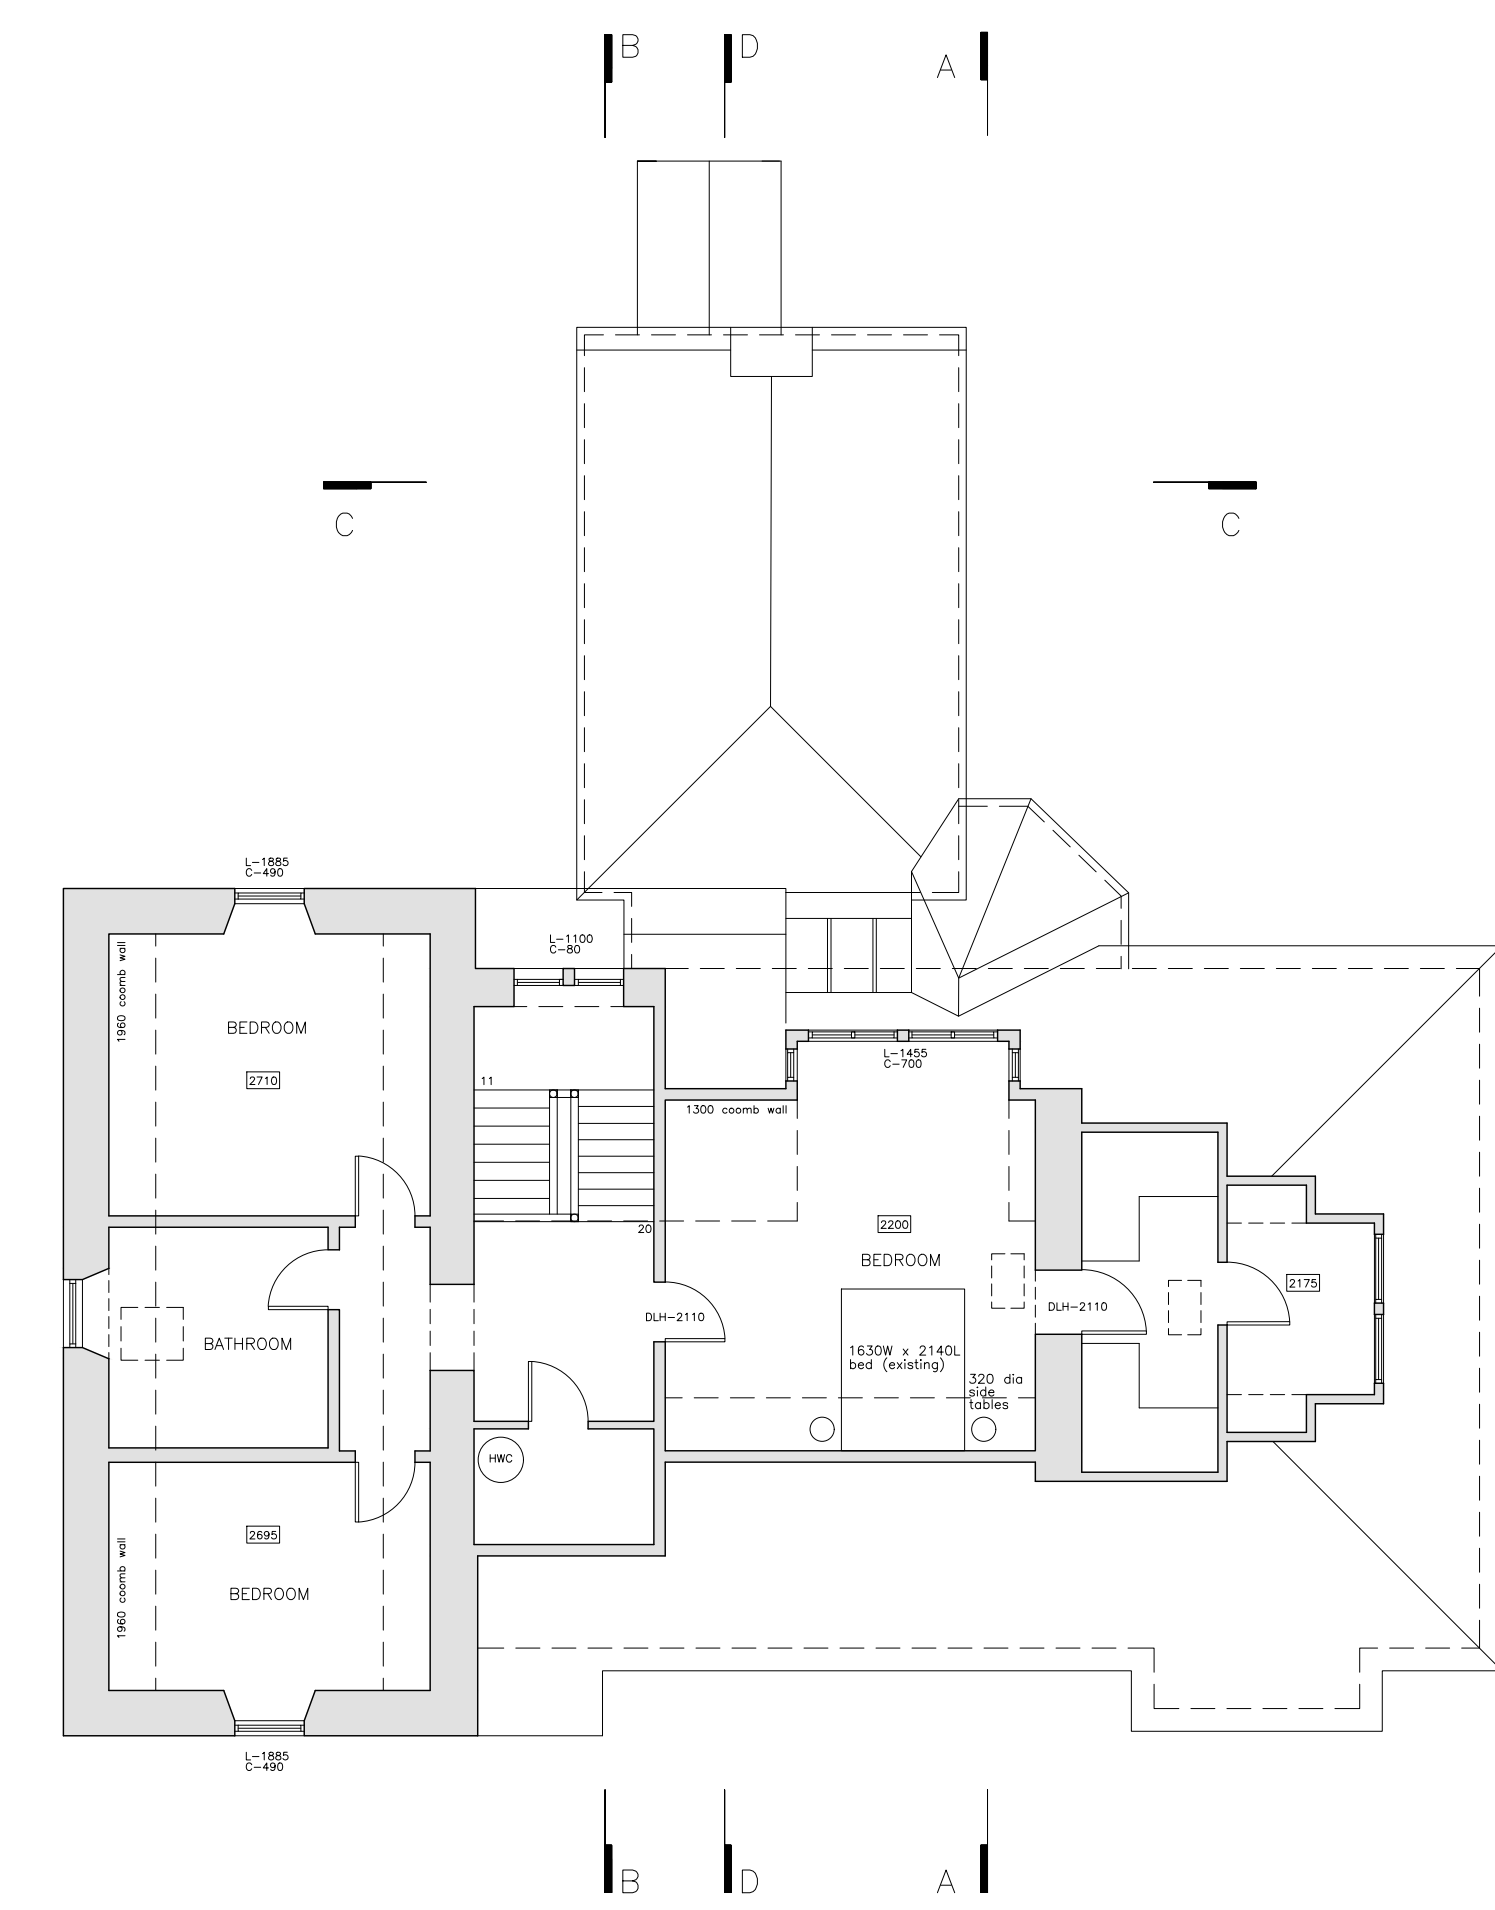 B
D
A
C
C
L-1885
C-490
L-1100
C-80
1960 coomb wall
BEDROOM
2710
11
20
L-1455
C-700
1300 coomb wall
2200
BEDROOM
2175
DLH-2110
DLH-2110
BATHROOM
1630W x 2140L
bed (existing)
320 dia
side
tables
HWC
2695
BEDROOM
1960 coomb wall
L-1885
C-490
B
D
A